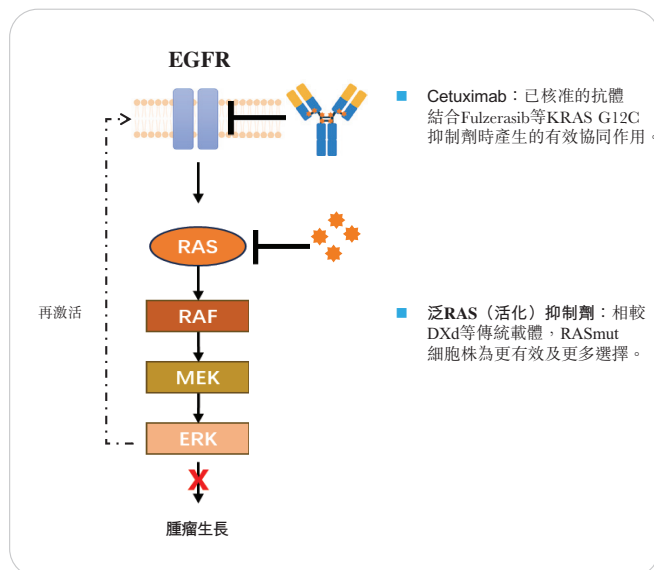 EGFR
Cetuximab：已核准的抗體
結合Fulzerasib等KRAS G12C
抑制劑時產生的有效協同作用。
RAS
再激活
RAF
泛RAS（活化）抑制劑：相較
DXd等傳統載體，RASmut
細胞株為更有效及更多選擇。
MEK
ERK
X
腫瘤生長